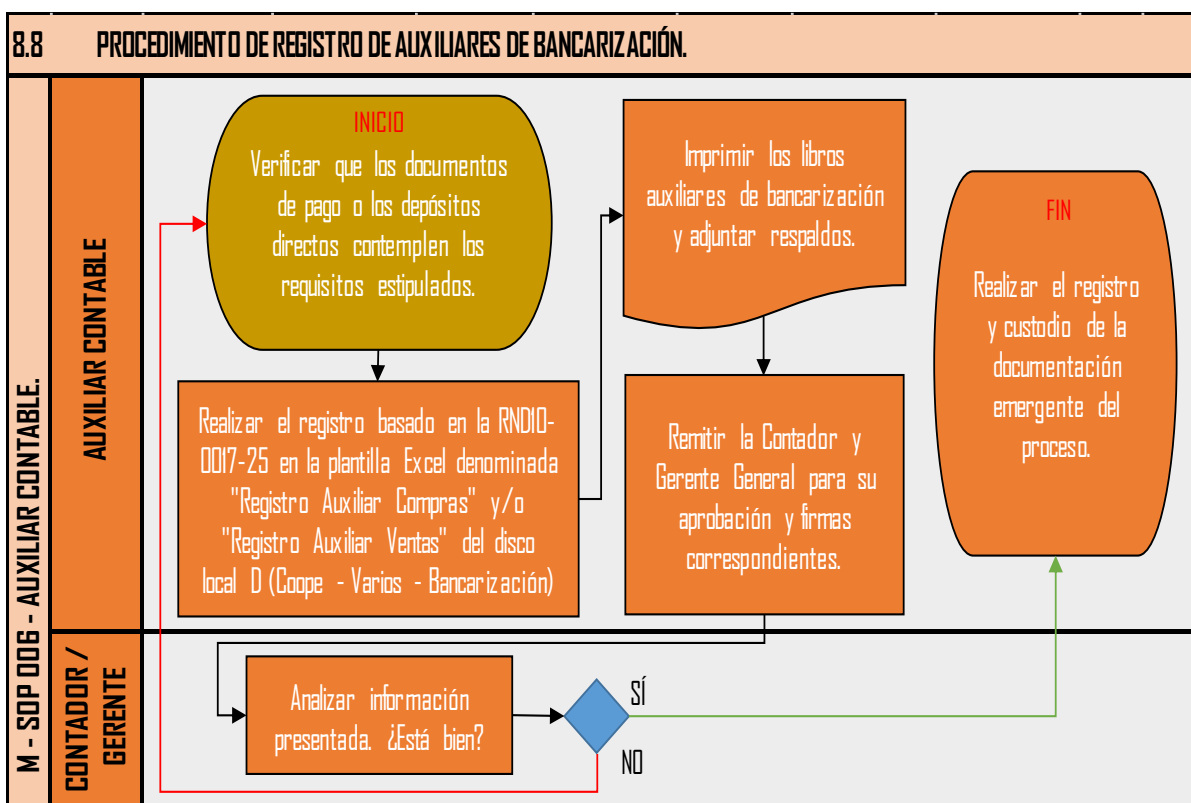 8.8 PROCEDIMIENTO DE REGISTRO DE AUXILIARES DE BANCARIZACIÓN.
M - SOP 006 - AUXILIAR CONTABLE.
AUXILIAR CONTABLE
INICIO
Verificar que los documentos
de pago o los depósitos
directos contemplen los
requisitos estipulados.
Realizar el registro basado en la RND10-
0017-25 en la plantilla Excel denominada
"Registro Auxiliar Compras" y/o
"Registro Auxiliar Ventas" del disco
local D (Coope - Varios - Bancarización)
Imprimir los libros
auxiliares de bancarización
y adjuntar respaldos.
Remitir la Contador y
Gerente General para su
aprobación y firmas
correspondientes.
FIN
Realizar el registro
y custodio de la
documentación
emergente del
proceso.
CONTADOR /
GERENTE
Analizar información
presentada. ¿Está bien?
SÍ
NO